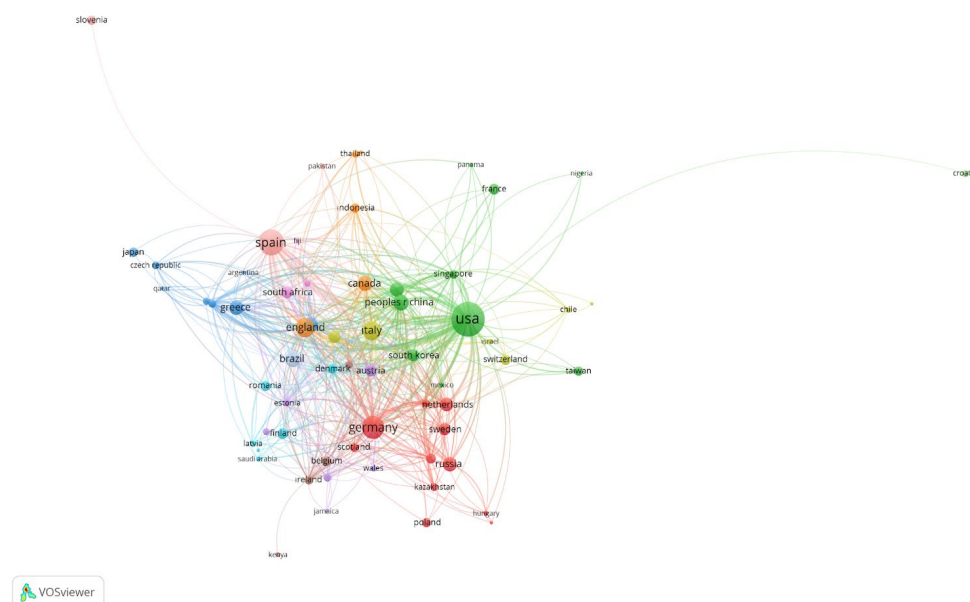 slovenia
thailand
pakistan
panama
nigeria
croat
france
indonesia
spain
fiji
japan
czech republic
argentina
singapore
qatar
south africa
canada
peoples r china
greece
chile
usa
england
italy
israel
brazil
south korea
switzerland
denmark
austria
taiwan
romania
mexico
estonia
netherlands
germany
sweden
finland
latvia
scotland
saudi arabia
belgium
russia
wales
ireland
kazakhstan
jamaica
hungary
poland
kenya
VOSviewer